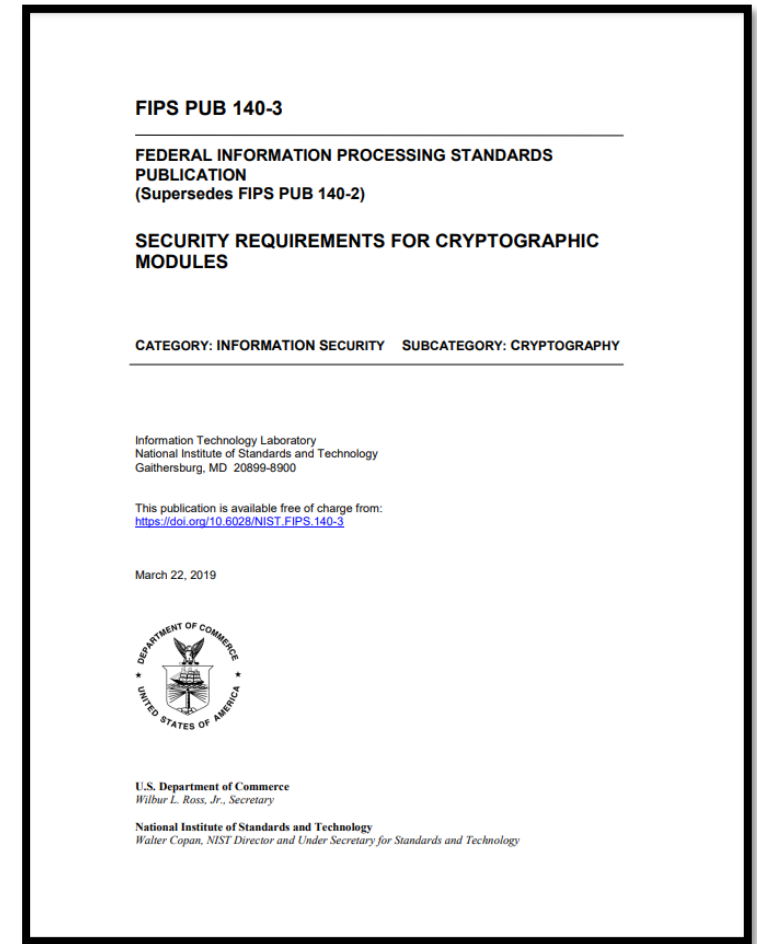 FIPS PUB 140-3
FEDERAL INFORMATION PROCESSING STANDARDS
PUBLICATION
(Supersedes FIPS PUB 140-2)
SECURITY REQUIREMENTS FOR CRYPTOGRAPHIC
MODULES
CATEGORY: INFORMATION SECURITY SUBCATEGORY: CRYPTOGRAPHY
Information Technology Laboratory
National Institute of Standards and Technology
Gaithersburg, MD 20899-8900
This publication is available free of charge from:
https://doi.org/10.6028/NIST.FIPS.140-3
March 22, 2019
DEPARTMENT OF COMMERCE
UNITED STATES OF AMERICA
U.S. Department of Commerce
Wilbur L. Ross, Jr., Secretary
National Institute of Standards and Technology
Walter Copan, NIST Director and Under Secretary for Standards and Technology